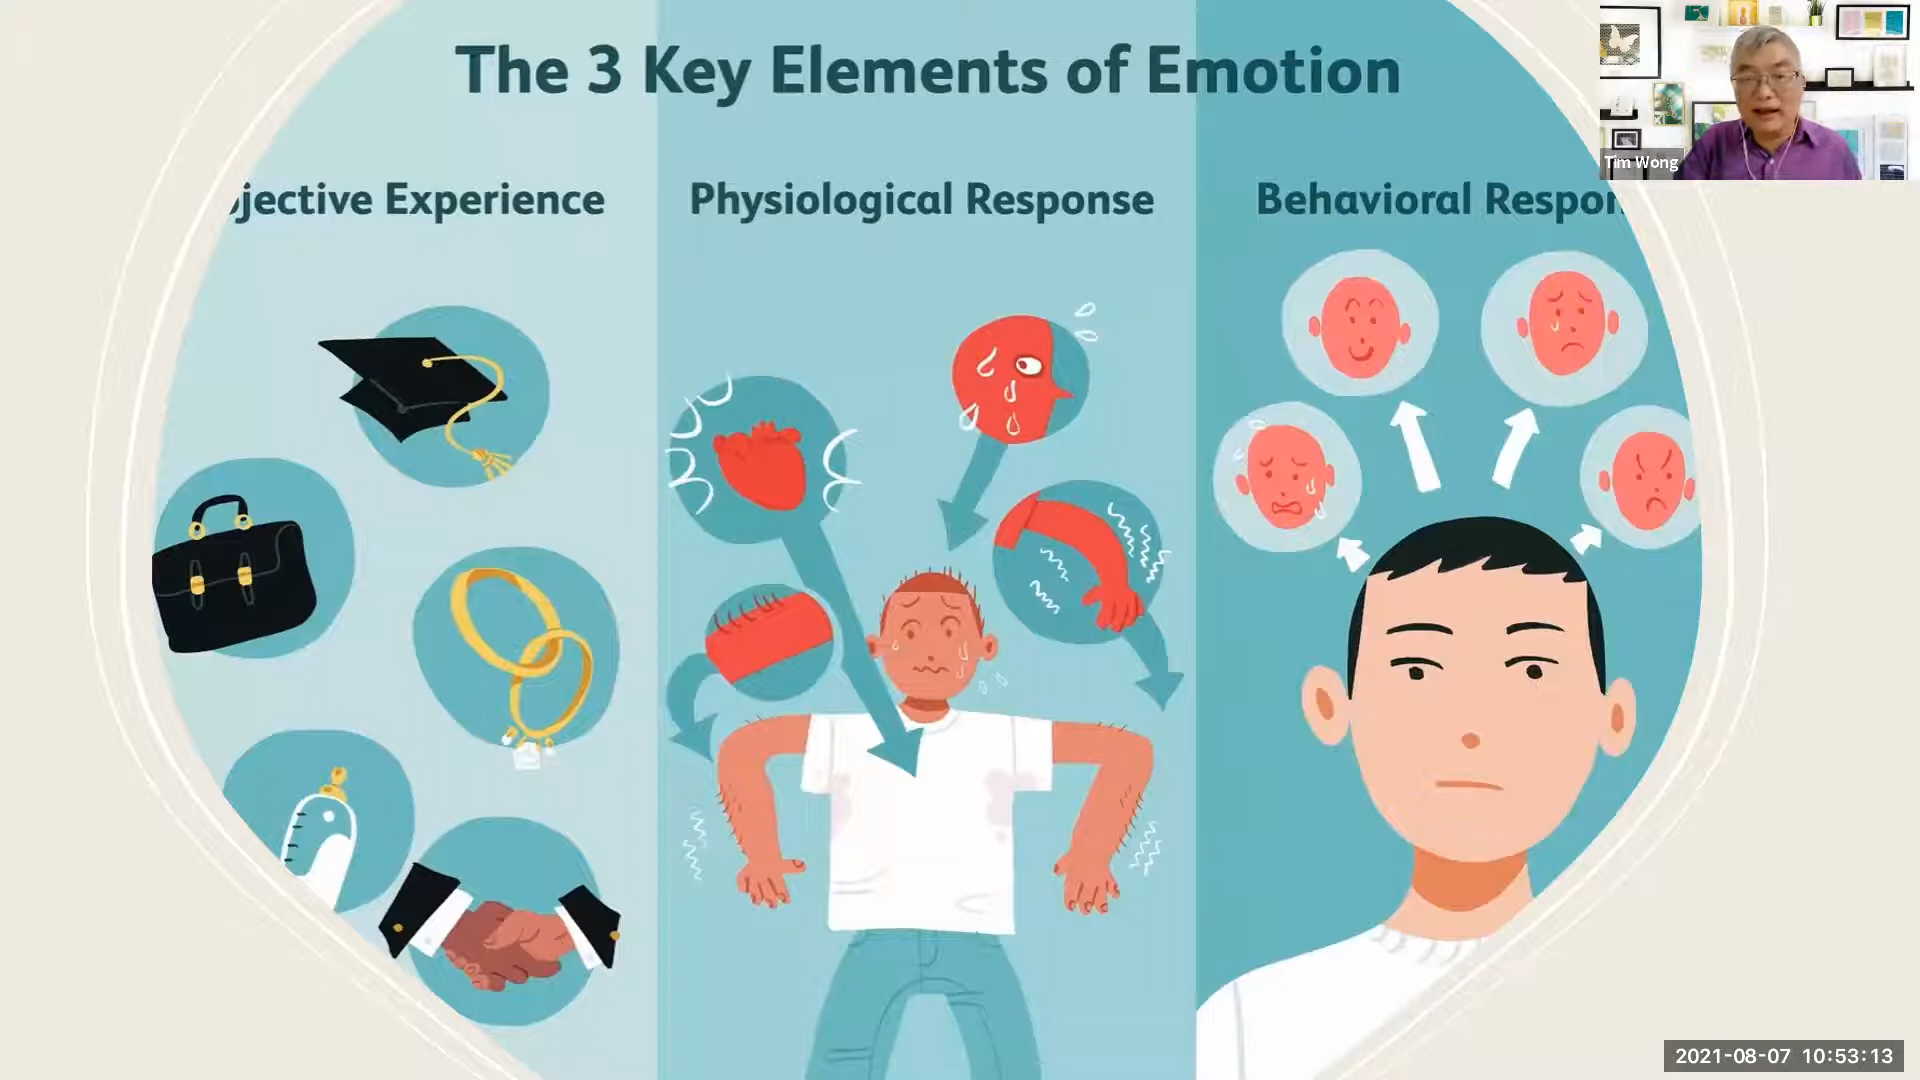 The 3 Key Elements of Emotion
jective Experience
Physiological Response
Behavioral Respon
Tim Wong
2021-08-07 10:53:13